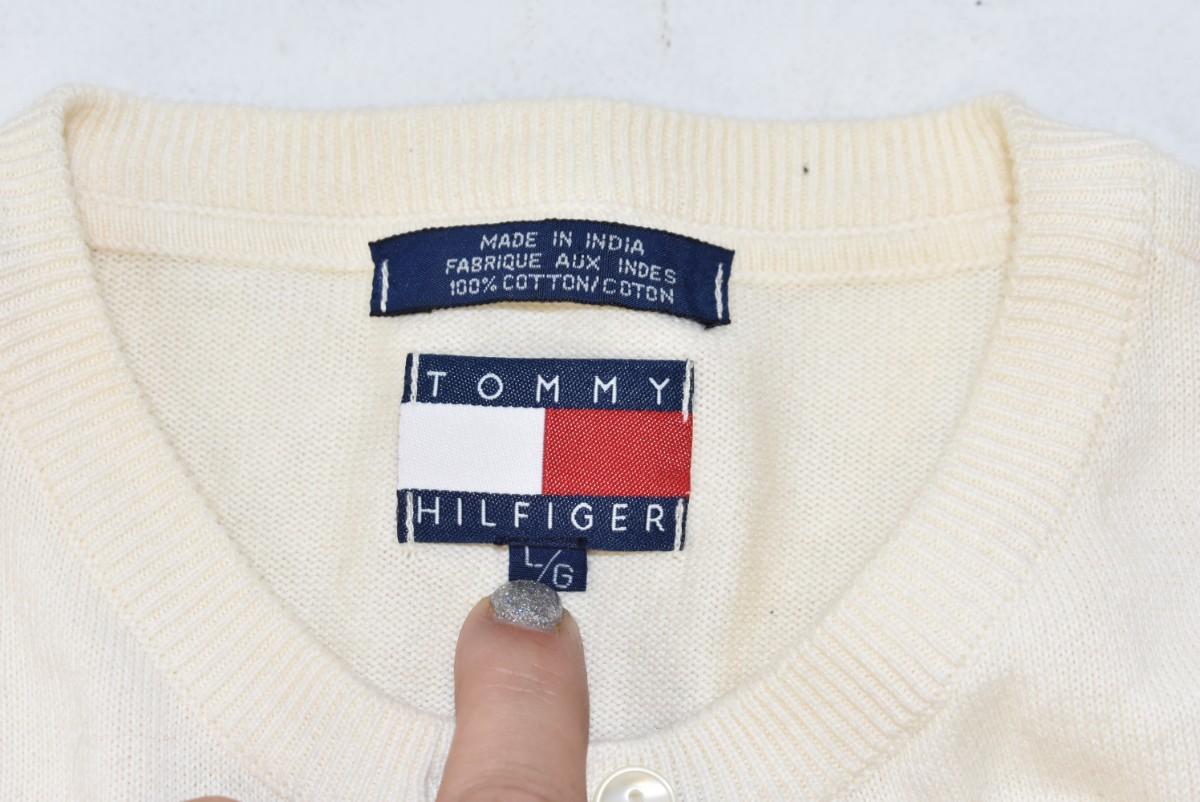 MADE IN INDIA
FABRIQUE AUX INDES
100% COTTON/COTON
TOMMY
HILFIGER
L/G